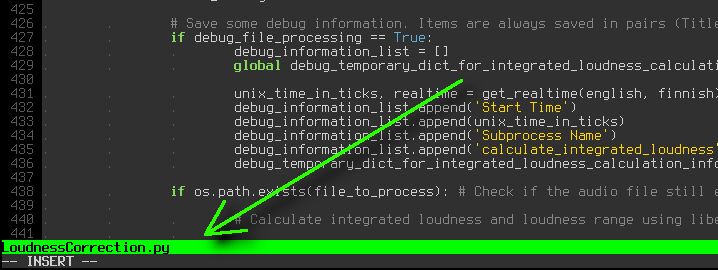 425
426 # Save some debug information. Items are always saved in pairs (Titl
427 if debug_file_processing == True:
428 debug_information_list = []
429 global debug_temporary_dict_for_integrated_loudness_calculati
430
431 unix_time_in_ticks, realtime = get_realtime(english, finnish)
432 debug_information_list.append('Start Time')
433 debug_information_list.append(unix_time_in_ticks)
434 debug_information_list.append('Subprocess Name')
435 debug_information_list.append('calculate_integrated_loudness'
436 debug_temporary_dict_for_integrated_loudness_calculation_info
437
438 if os.path.exists(file_to_process): # Check if the audio file still e
439
440 # Calculate integrated loudness and loudness range using libe
441
LoudnessCorrection.py
-- INSERT --